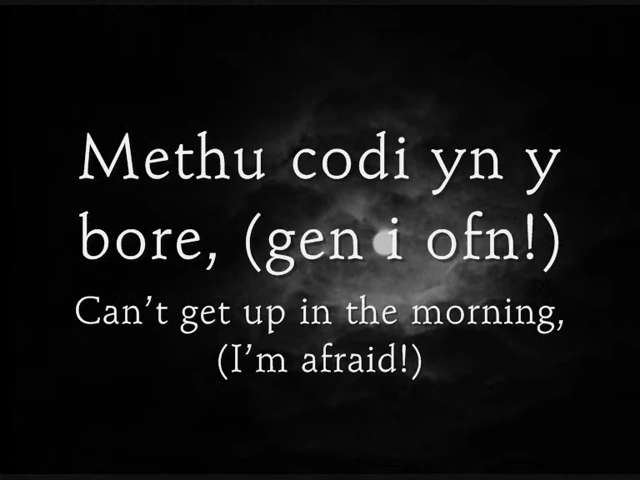 Methu codi yn y
bore, (gen i ofn!)
Can’t get up in the morning,
(I’m afraid!)